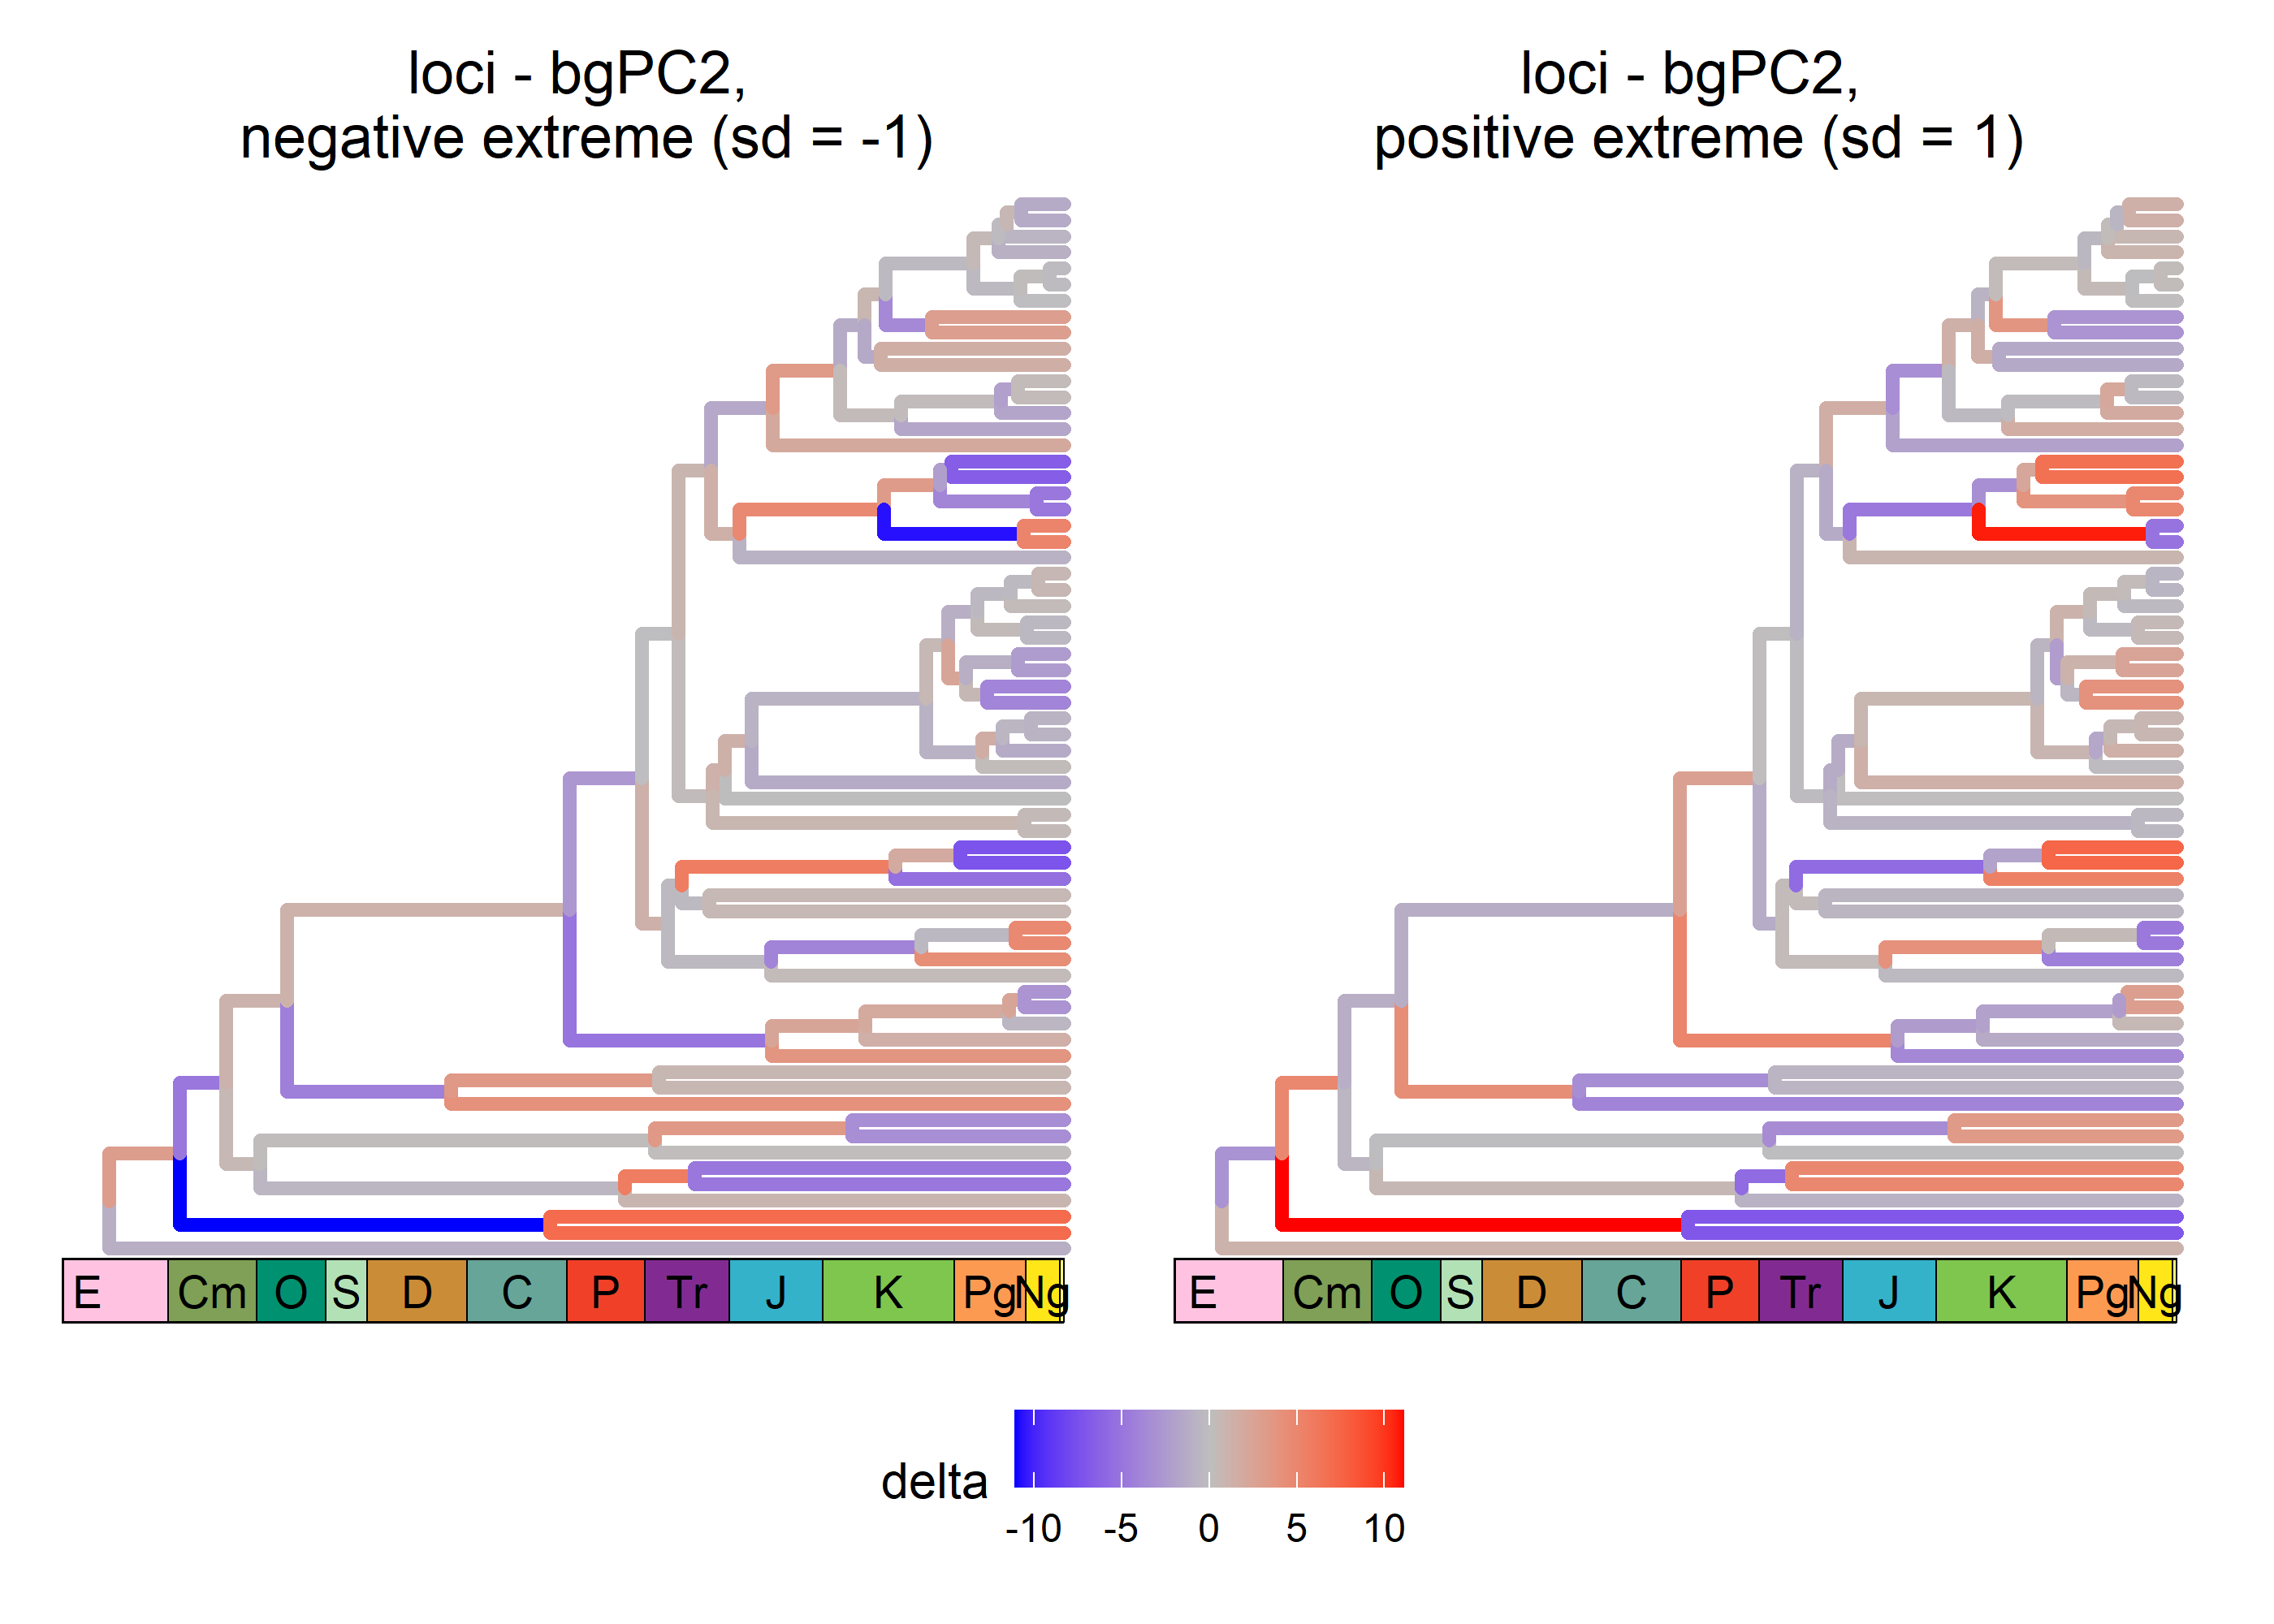 loci - bgPC2,
negative extreme (sd = -1)
loci - bgPC2,
positive extreme (sd = 1)
E Cm O S D C P Tr J K Pg Ng
E Cm O S D C P Tr J K Pg Ng
delta
-10 -5 0 5 10